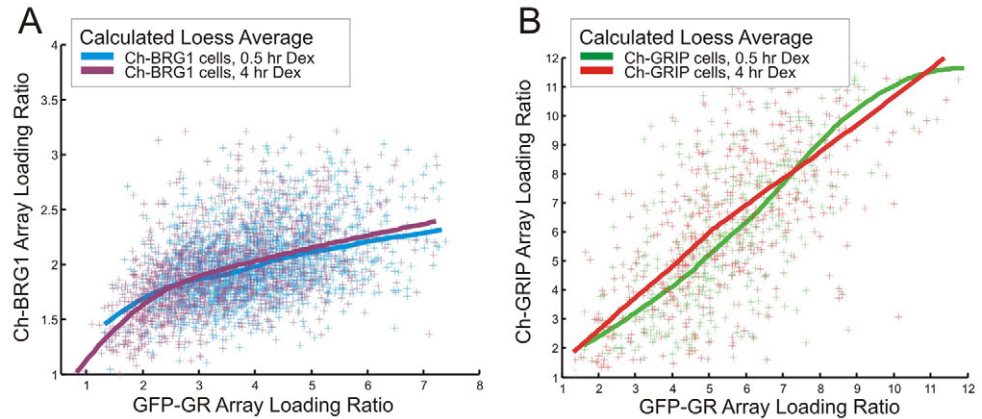 A
Calculated Loess Average
Ch-BRG1 cells, 0.5 hr Dex
Ch-BRG1 cells, 4 hr Dex
Ch-BRG1 Array Loading Ratio
4
3.5
3
2.5
2
1.5
1
1 2 3 4 5 6 7 8
GFP-GR Array Loading Ratio
B
Calculated Loess Average
Ch-GRIP cells, 0.5 hr Dex
Ch-GRIP cells, 4 hr Dex
Ch-GRIP Array Loading Ratio
12
11
10
9
8
7
6
5
4
3
2
1
1 2 3 4 5 6 7 8 9 10 11 12
GFP-GR Array Loading Ratio